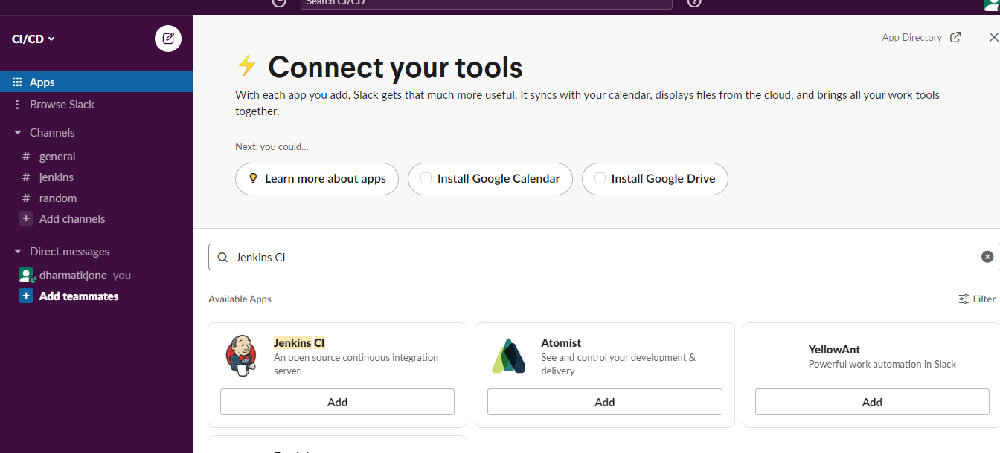 Search CI/CD
CI/CD
Apps
Browse Slack
Channels
# general
# jenkins
# random
+ Add channels
Direct messages
dharmatkjone you
+ Add teammates
App Directory
⚡ Connect your tools
With each app you add, Slack gets that much more useful. It syncs with your calendar, displays files from the cloud, and brings all your work tools
together.
Next, you could...
Learn more about apps
Install Google Calendar
Install Google Drive
Jenkins CI
Available Apps
Filter
Jenkins CI
An open source continuous integration
server.
Add
Atomist
See and control your development &
delivery
Add
YellowAnt
Powerful work automation in Slack
Add